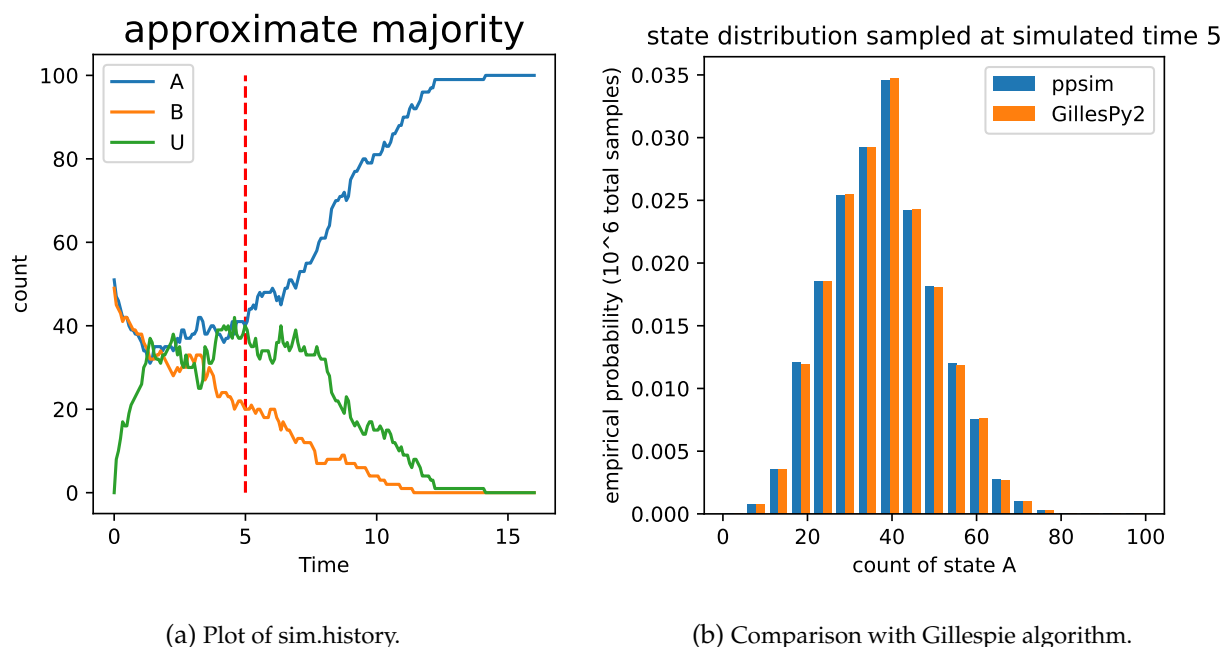 approximate majority
A
B
U
100
80
60
40
20
0
count
0
5
10
15
Time
(a) Plot of sim.history.
state distribution sampled at simulated time 5
ppsim
GillesPy2
0.035
0.030
0.025
0.020
0.015
0.010
0.005
0.000
empirical probability (10^6 total samples)
0
20
40
60
80
100
count of state A
(b) Comparison with Gillespie algorithm.